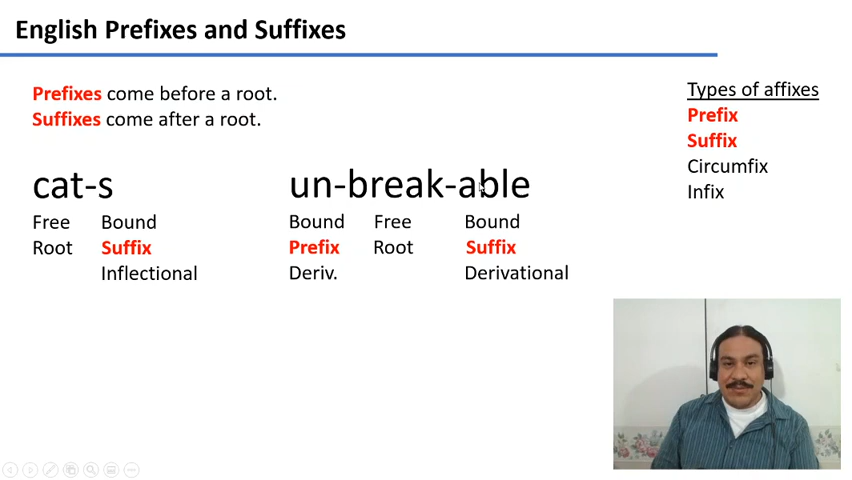 English Prefixes and Suffixes
Prefixes come before a root.
Suffixes come after a root.
cat-s
Free Bound
Root Suffix
Inflectional
un-break-able
Bound Free Bound
Prefix Root Suffix
Deriv. Derivational
Types of affixes
Prefix
Suffix
Circumfix
Infix